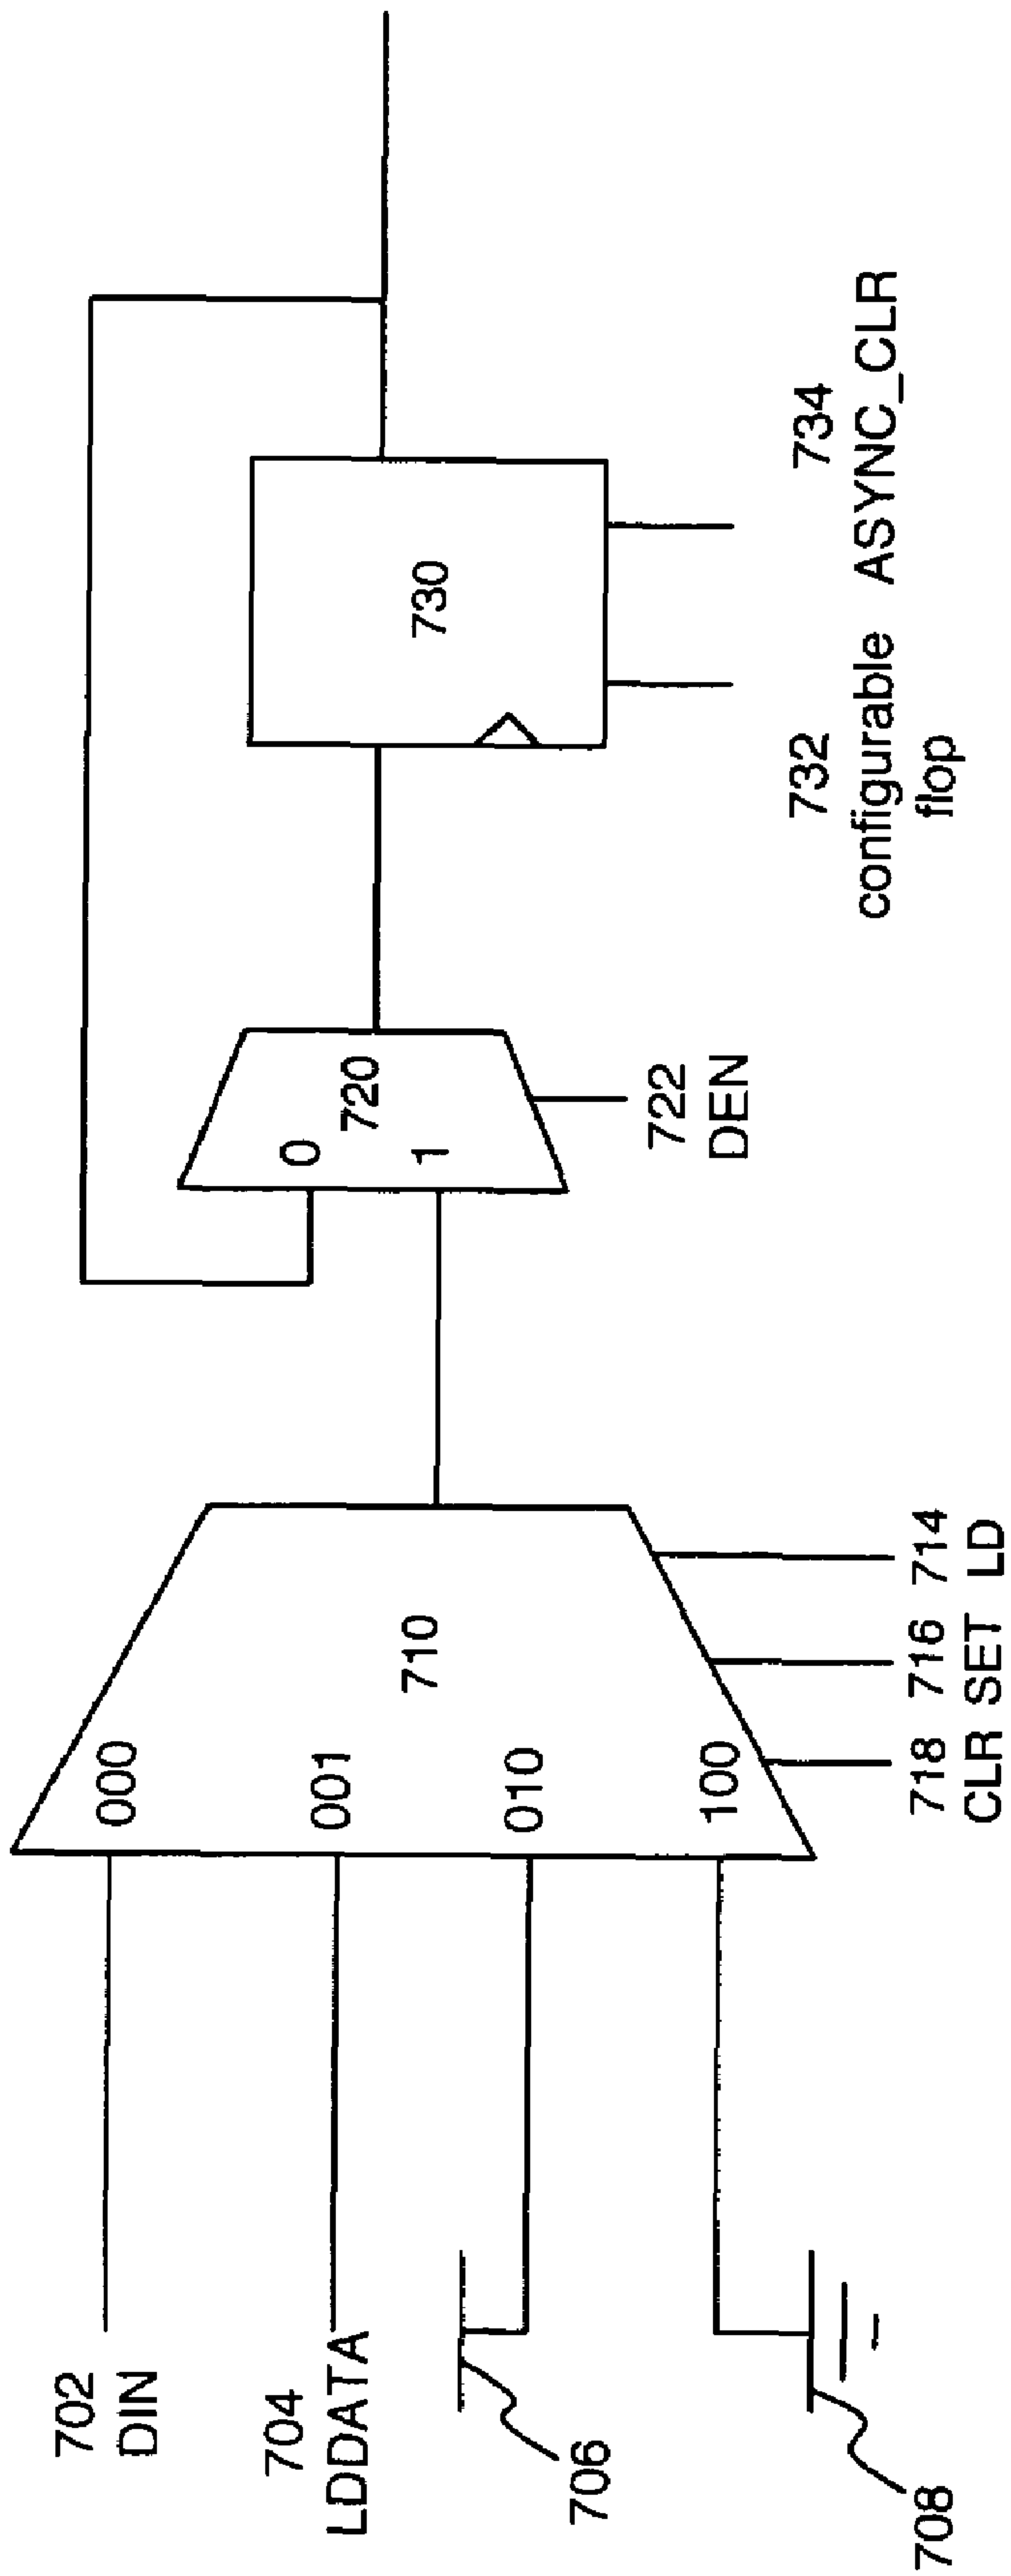 702
DIN
704
LDDATA
706
708
000
001
010
100
710
718 716 714
CLR SET LD
0
1
720
722
DEN
730
732
configurable
flop
734
ASYNC_CLR